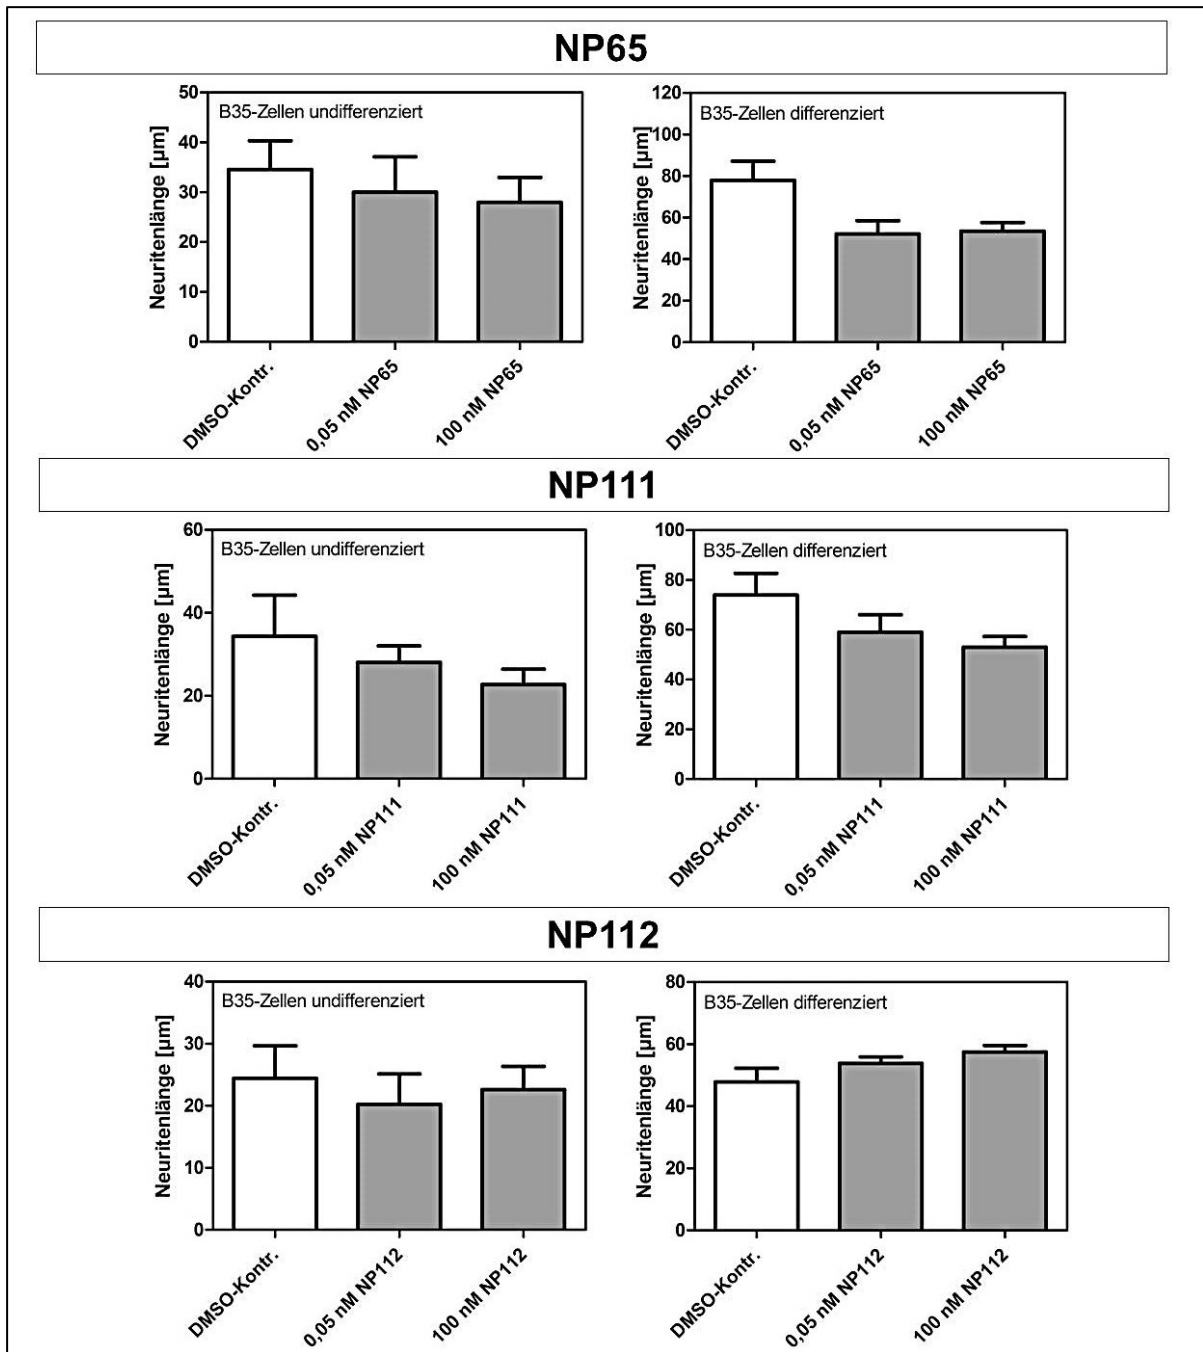 NP65
B35-Zellen undifferenziert
Neuritenlänge [µm]
50
40
30
20
10
0
DMSO-Kontr.
0,05 nM NP65
100 nM NP65
B35-Zellen differenziert
Neuritenlänge [µm]
120
100
80
60
40
20
0
DMSO-Kontr.
0,05 nM NP65
100 nM NP65
NP111
B35-Zellen undifferenziert
Neuritenlänge [µm]
60
40
20
0
DMSO-Kontr.
0,05 nM NP111
100 nM NP111
B35-Zellen differenziert
Neuritenlänge [µm]
100
80
60
40
20
0
DMSO-Kontr.
0,05 nM NP111
100 nM NP111
NP112
B35-Zellen undifferenziert
Neuritenlänge [µm]
40
30
20
10
0
DMSO-Kontr.
0,05 nM NP112
100 nM NP112
B35-Zellen differenziert
Neuritenlänge [µm]
80
60
40
20
0
DMSO-Kontr.
0,05 nM NP112
100 nM NP112